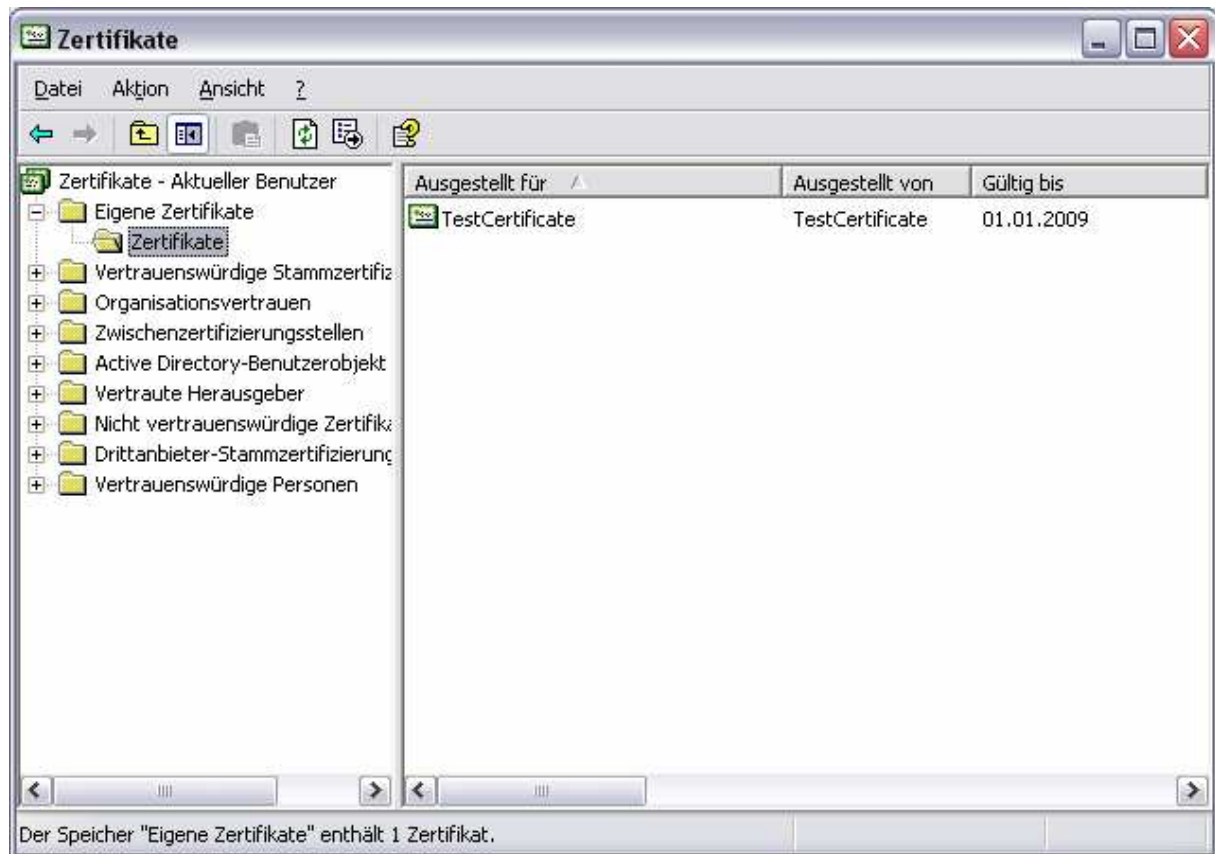 Zertifikate
Datei Aktion Ansicht ?
Zertifikate - Aktueller Benutzer
Eigene Zertifikate
Zertifikate
Vertrauenswürdige Stammzertifiz
Organisationsvertrauen
Zwischenzertifizierungsstellen
Active Directory-Benutzerobjekt
Vertraute Herausgeber
Nicht vertrauenswürdige Zertifika
Drittanbieter-Stammzertifizierung
Vertrauenswürdige Personen
Ausgestellt für Ausgestellt von Gültig bis
TestCertificate TestCertificate 01.01.2009
Der Speicher "Eigene Zertifikate" enthält 1 Zertifikat.